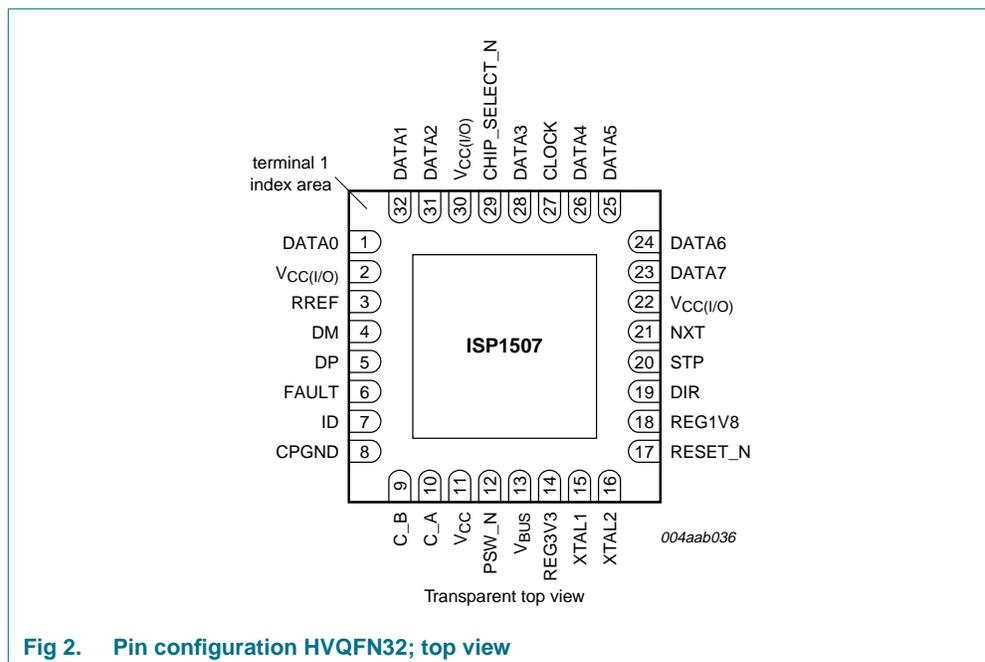 DATA1
DATA2
VCC(I/O)
CHIP_SELECT_N
DATA3
CLOCK
DATA4
DATA5
terminal 1
index area
32
31
30
29
28
27
26
25
DATA0 1
VCC(I/O) 2
RREF 3
DM 4
DP 5
FAULT 6
ID 7
CPGND 8
ISP1507
24 DATA6
23 DATA7
22 VCC(I/O)
21 NXT
20 STP
19 DIR
18 REG1V8
17 RESET_N
9
10
11
12
13
14
15
16
C_B
C_A
VCC
PSW_N
VBUS
REG3V3
XTAL1
XTAL2
004aab036
Transparent top view
Fig 2. Pin configuration HVQFN32; top view